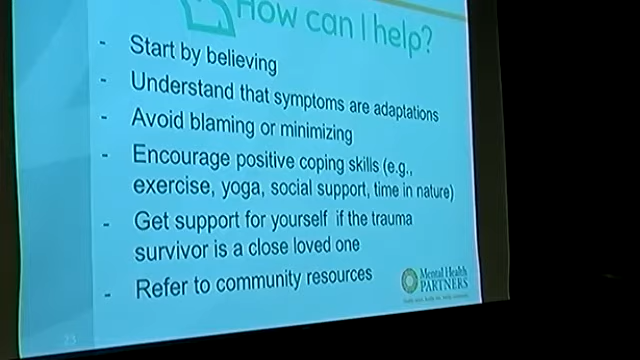 How can I help?
- Start by believing
- Understand that symptoms are adaptations
- Avoid blaming or minimizing
- Encourage positive coping skills (e.g.,
exercise, yoga, social support, time in nature)
- Get support for yourself if the trauma
survivor is a close loved one
- Refer to community resources
Mental Health
PARTNERS
23